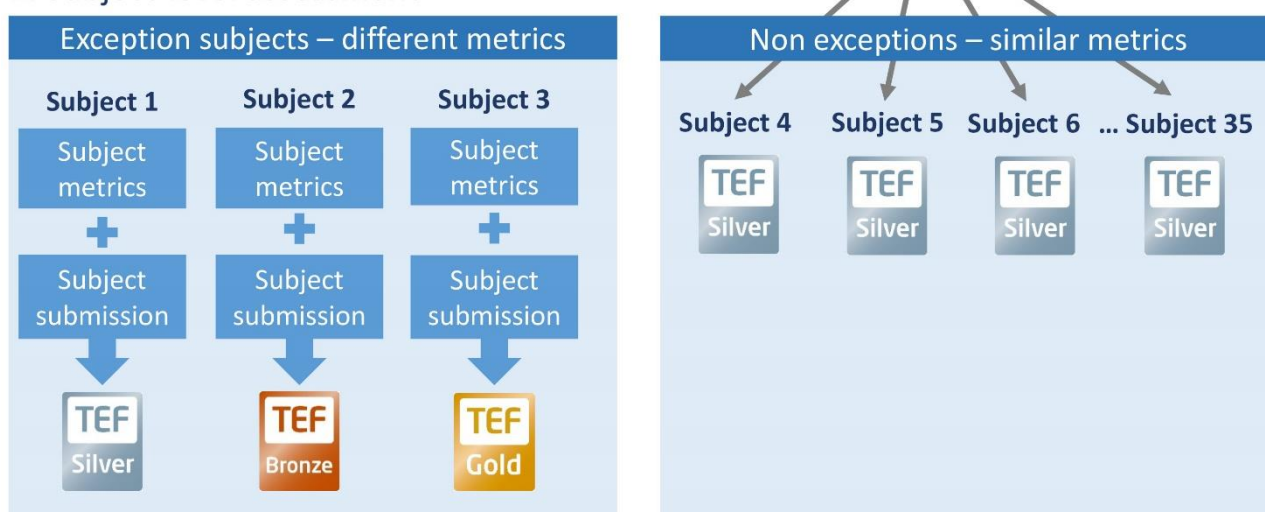 Exception subjects – different metrics
Subject 1
Subject 2
Subject 3
Subject
metrics
Subject
metrics
Subject
metrics
Subject
submission
Subject
submission
Subject
submission
TEF
Silver
TEF
Bronze
TEF
Gold
Non exceptions – similar metrics
Subject 4
Subject 5
Subject 6
... Subject 35
TEF
Silver
TEF
Silver
TEF
Silver
TEF
Silver